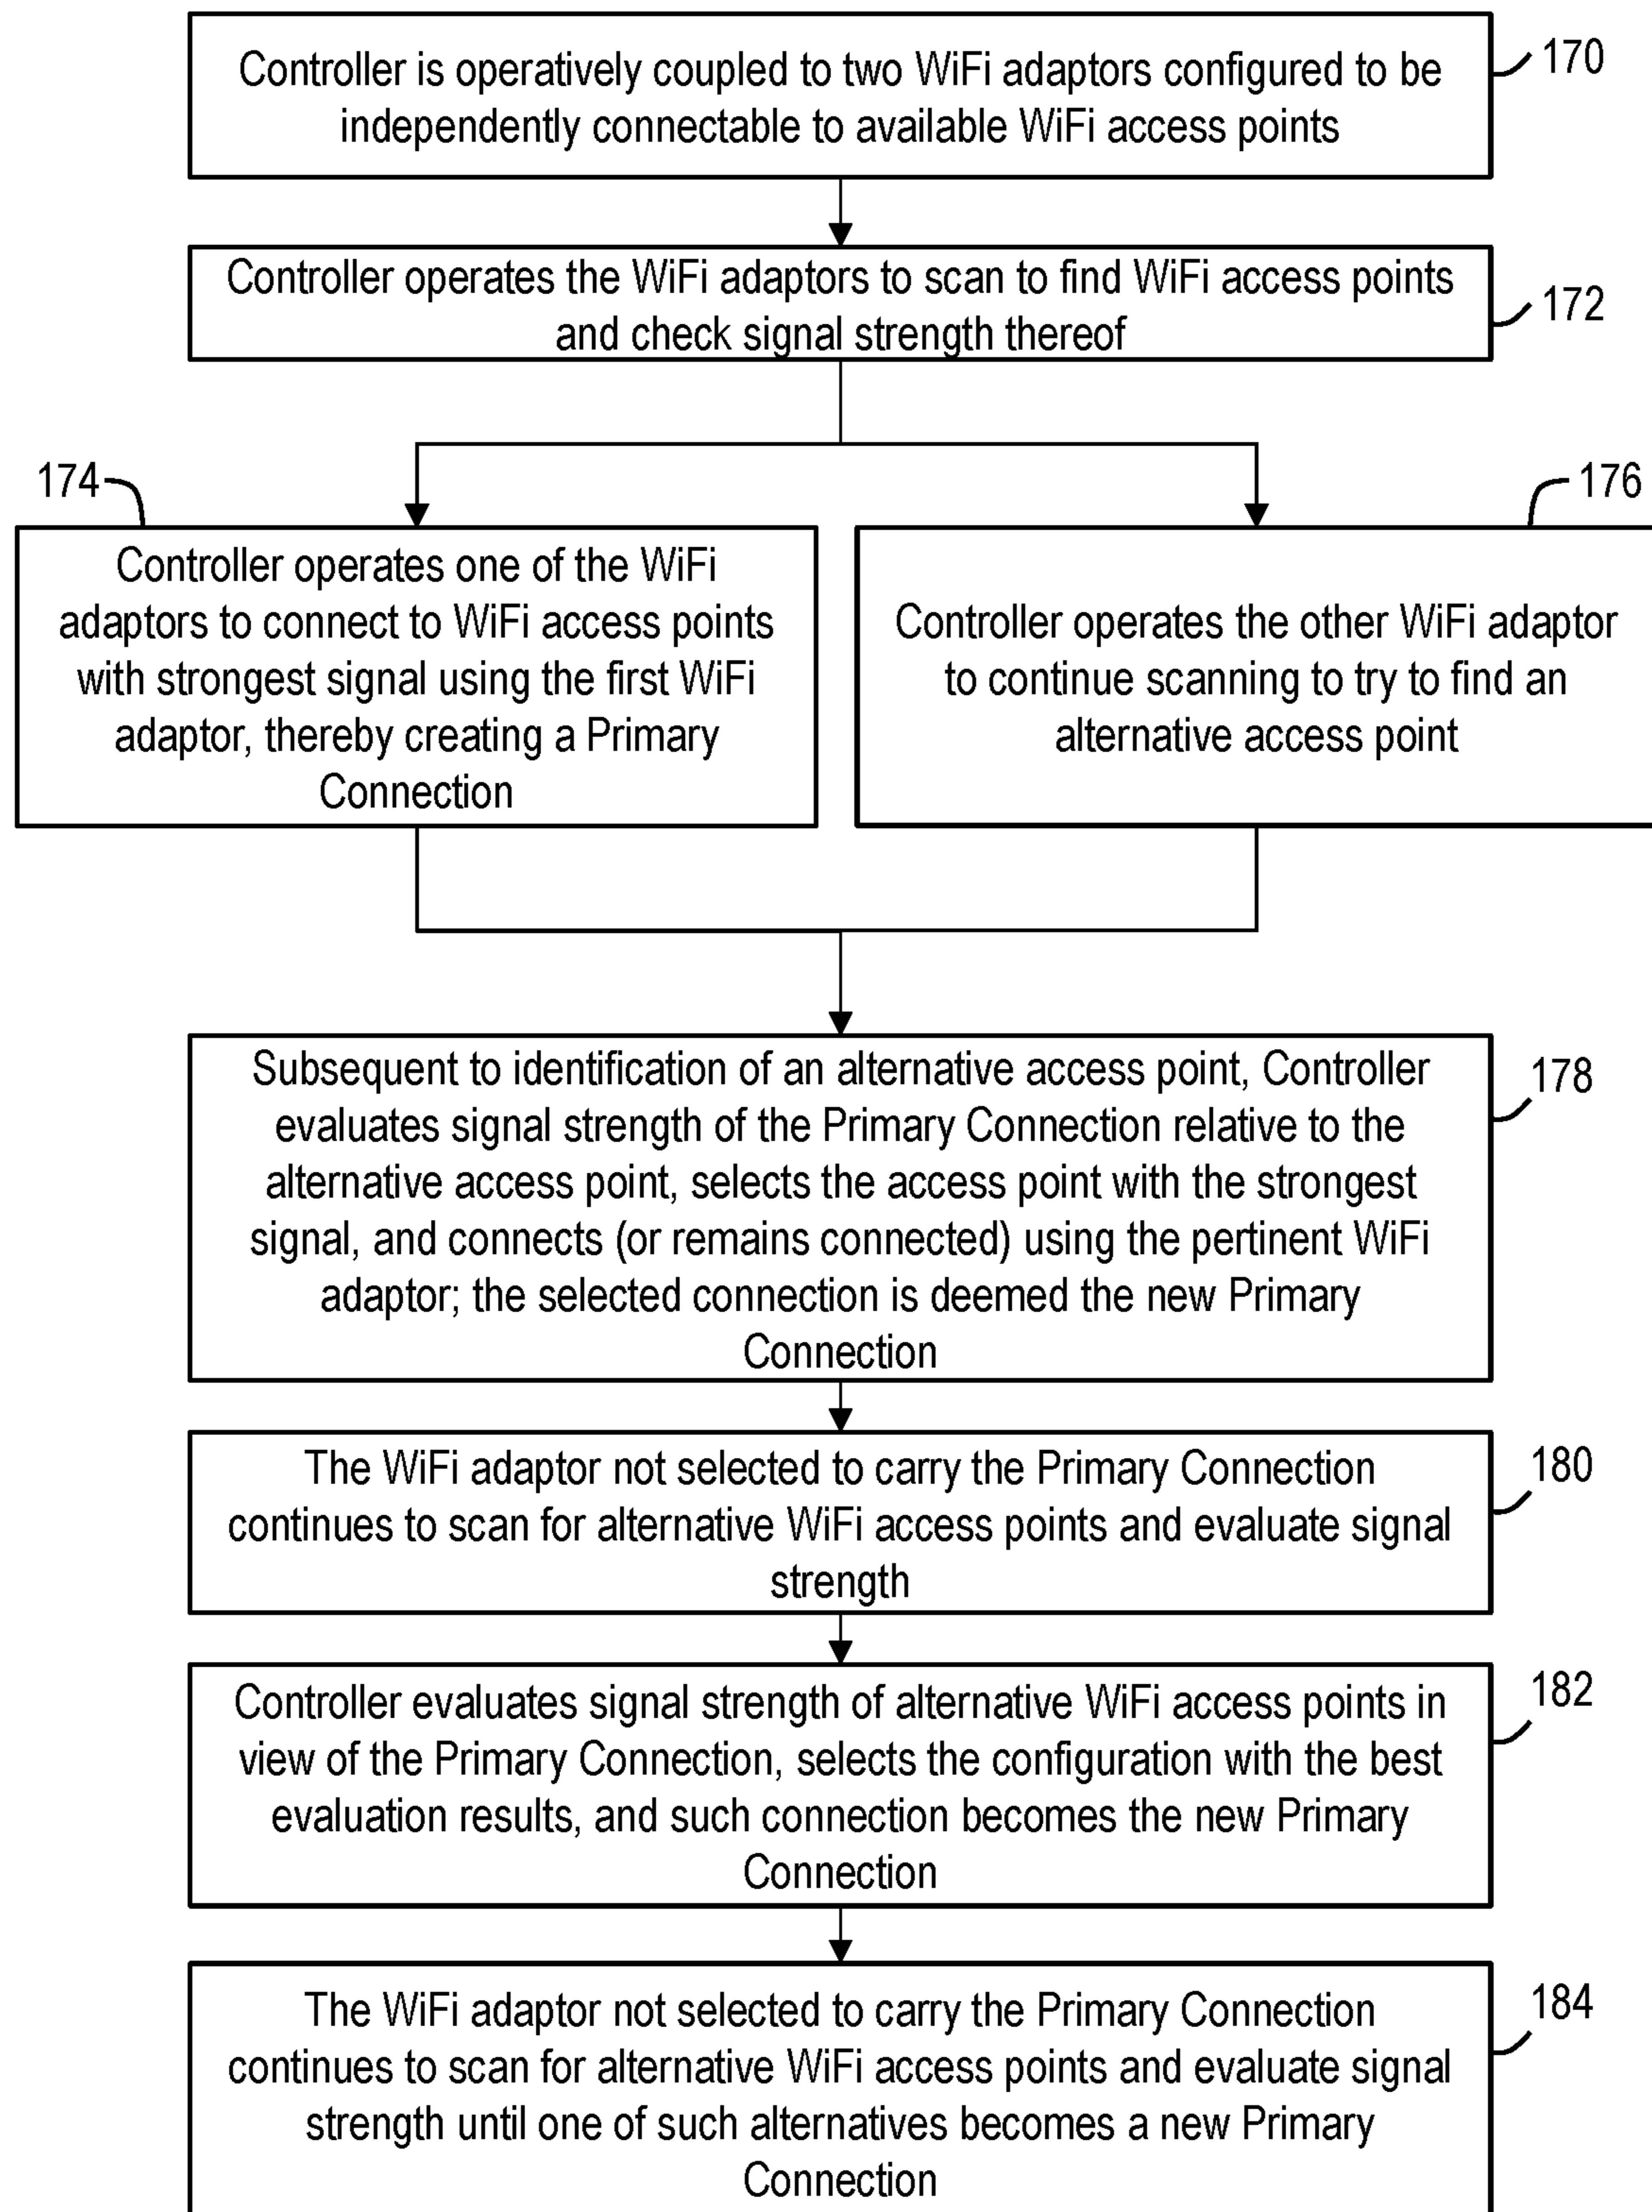 Controller is operatively coupled to two WiFi adaptors configured to be
independently connectable to available WiFi access points
170
Controller operates the WiFi adaptors to scan to find WiFi access points
and check signal strength thereof
172
174
Controller operates one of the WiFi
adaptors to connect to WiFi access points
with strongest signal using the first WiFi
adaptor, thereby creating a Primary
Connection
176
Controller operates the other WiFi adaptor
to continue scanning to try to find an
alternative access point
Subsequent to identification of an alternative access point, Controller
evaluates signal strength of the Primary Connection relative to the
alternative access point, selects the access point with the strongest
signal, and connects (or remains connected) using the pertinent WiFi
adaptor; the selected connection is deemed the new Primary
Connection
178
The WiFi adaptor not selected to carry the Primary Connection
continues to scan for alternative WiFi access points and evaluate signal
strength
180
Controller evaluates signal strength of alternative WiFi access points in
view of the Primary Connection, selects the configuration with the best
evaluation results, and such connection becomes the new Primary
Connection
182
The WiFi adaptor not selected to carry the Primary Connection
continues to scan for alternative WiFi access points and evaluate signal
strength until one of such alternatives becomes a new Primary
Connection
184